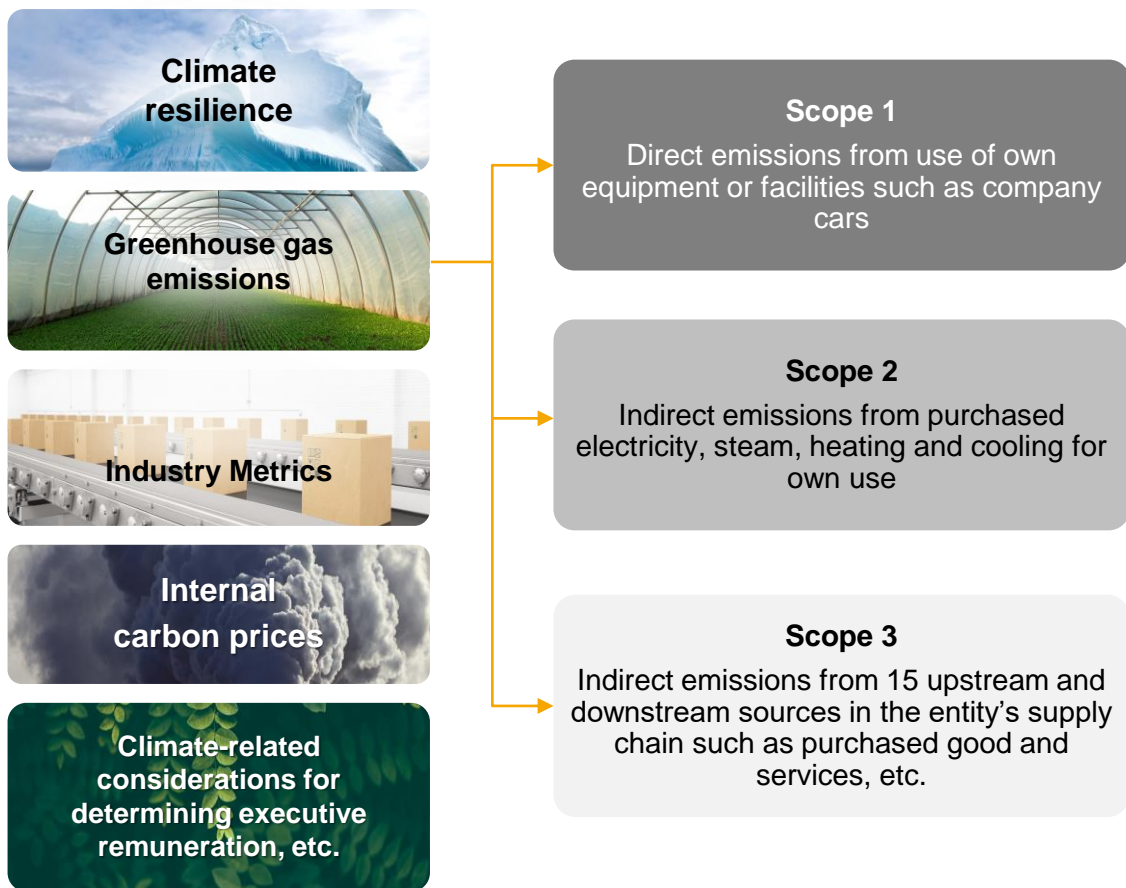 Climate
resilience
Greenhouse gas
emissions
Industry Metrics
Internal
carbon prices
Climate-related
considerations for
determining executive
remuneration, etc.
Scope 1
Direct emissions from use of own
equipment or facilities such as company
cars
Scope 2
Indirect emissions from purchased
electricity, steam, heating and cooling for
own use
Scope 3
Indirect emissions from 15 upstream and
downstream sources in the entity’s supply
chain such as purchased good and
services, etc.